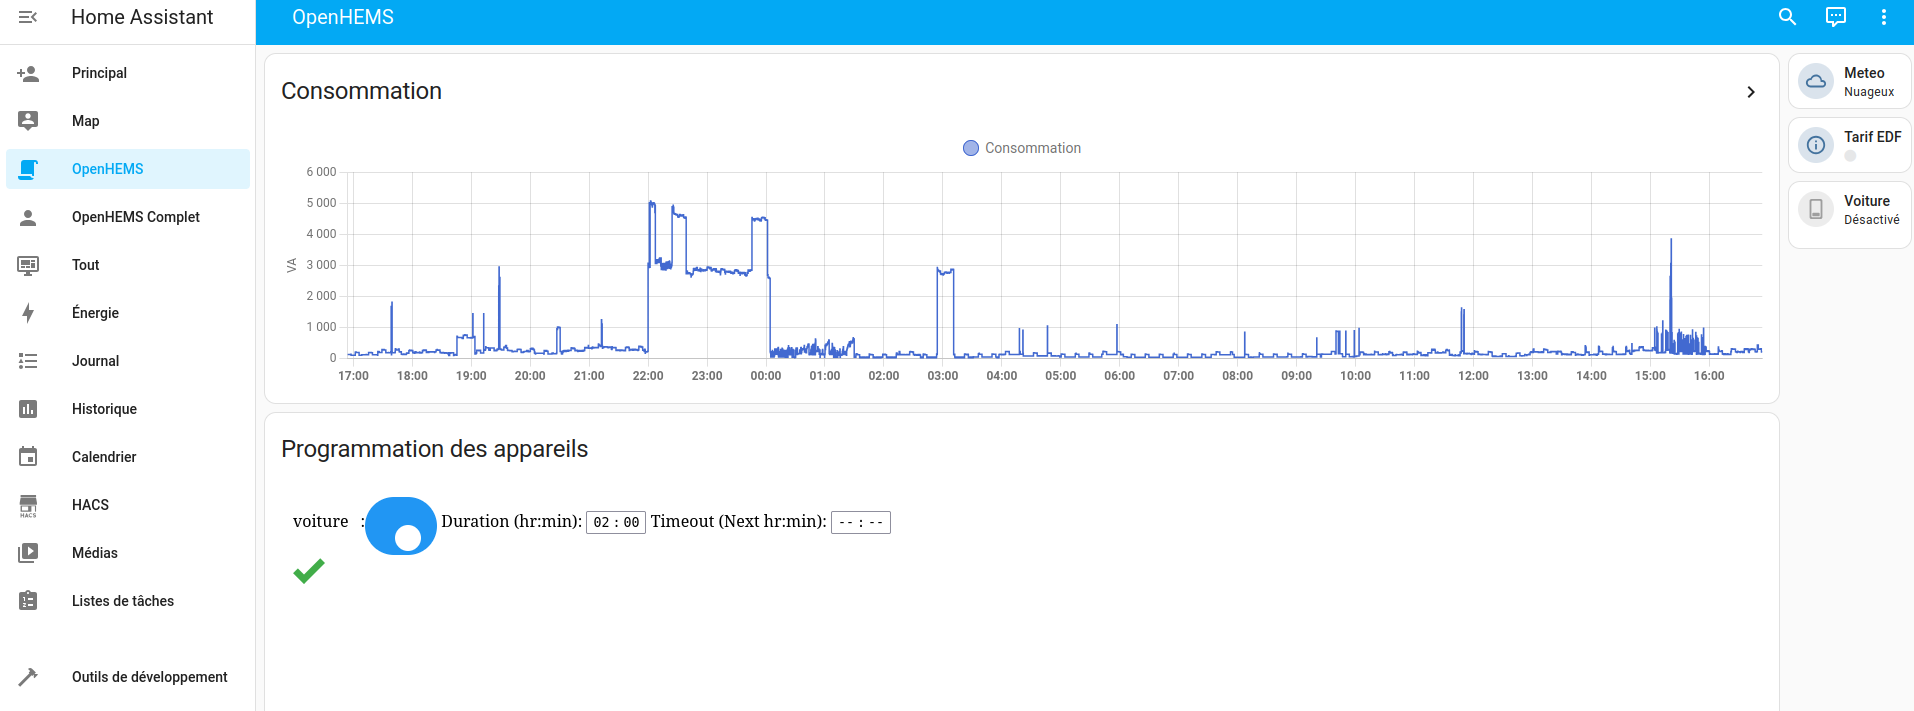 Home Assistant
OpenHEMS
Principal
Map
OpenHEMS
OpenHEMS Complet
Tout
Énergie
Journal
Historique
Calendrier
HACS
HACS
Médias
Listes de tâches
Outils de développement
Consommation
Consommation
VA
6 000
5 000
4 000
3 000
2 000
1 000
0
17:00 18:00 19:00 20:00 21:00 22:00 23:00 00:00 01:00 02:00 03:00 04:00 05:00 06:00 07:00 08:00 09:00 10:00 11:00 12:00 13:00 14:00 15:00 16:00
Programmation des appareils
voiture : Duration (hr:min): 02:00 Timeout (Next hr:min): --:--
Meteo
Nuageux
Tarif EDF
Voiture
Désactivé